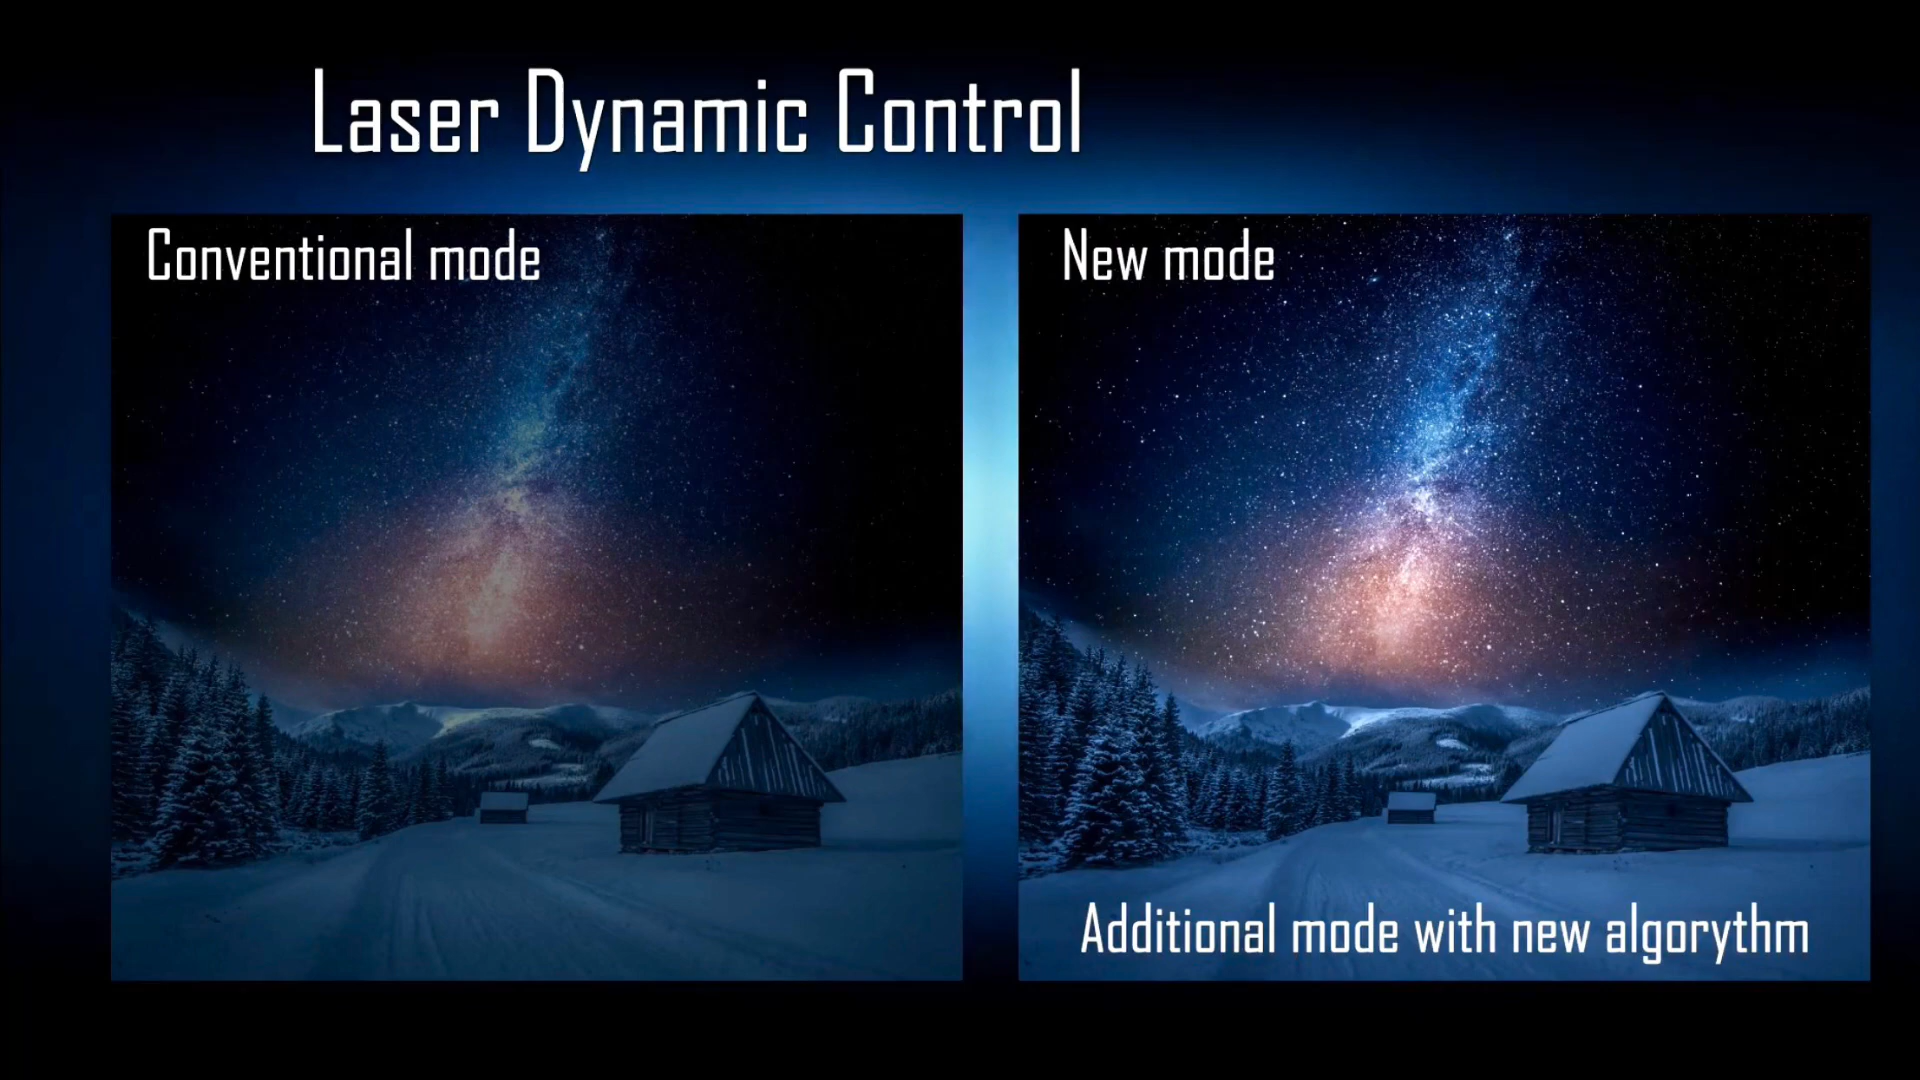 Laser Dynamic Control
Conventional mode
New mode
Additional mode with new algorythm